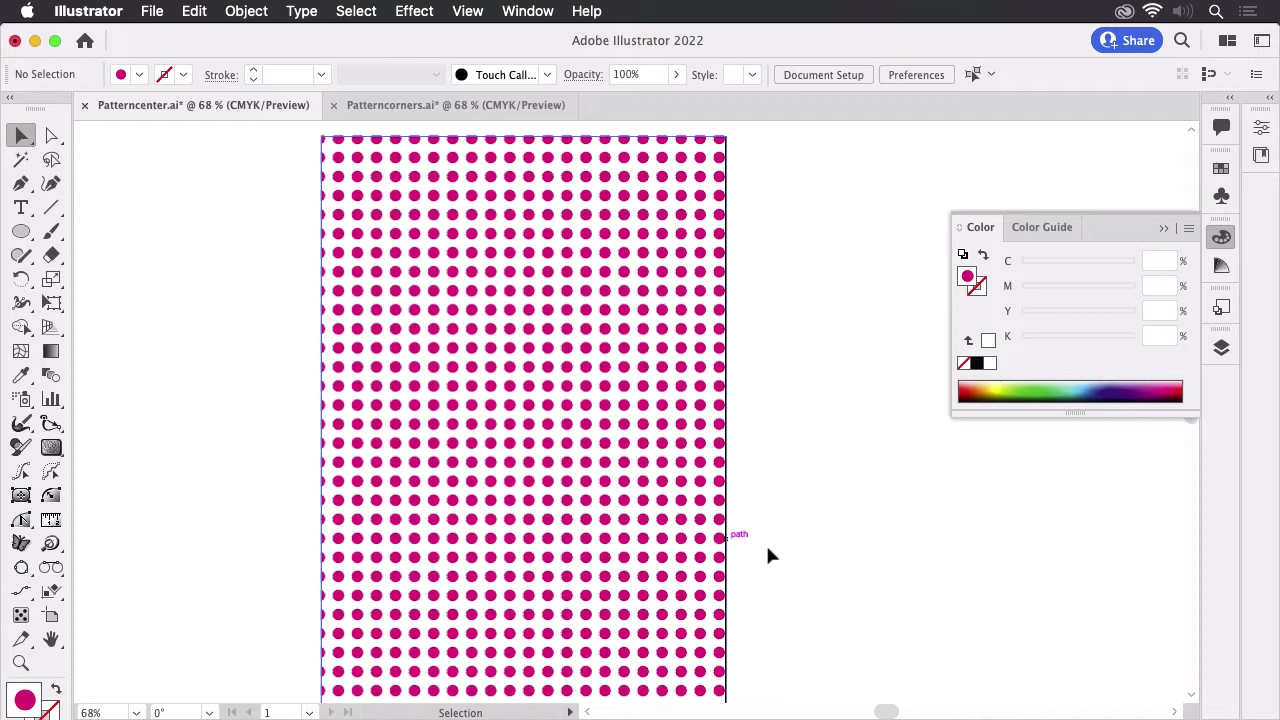 Illustrator File Edit Object Type Select Effect View Window Help
Adobe Illustrator 2022
Share
No Selection
Stroke:
Touch Call...
Opacity:
100%
Style:
Document Setup
Preferences
Patterncenter.ai* @ 68 % (CMYK/Preview)
Patterncorners.ai* @ 68 % (CMYK/Preview)
Color
Color Guide
C %
M %
Y %
K %
path
68%
0°
1
Selection